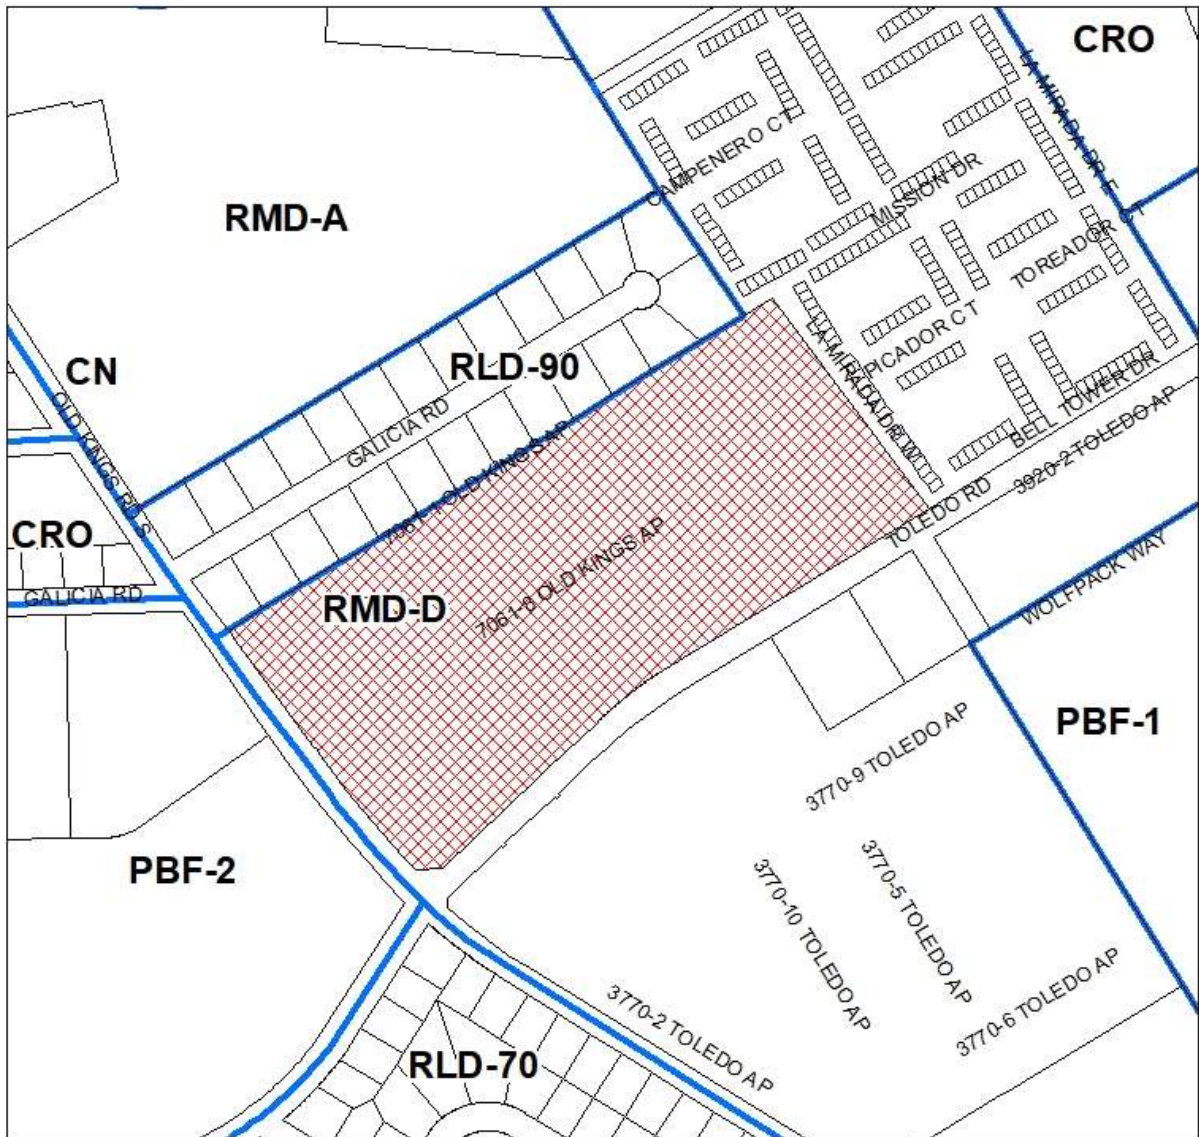 CRO
LA MIRADA DR E
CAMPENERO CT
MISSION DR
RMD-A
TOREADOR CT
PICADOR CT
LA MIRADA DR W
CN
RLD-90
OLD KINGS RD S
GALICIA RD
BELL TOWER DR
3920-2 TOLEDO AP
7061-1 OLD KINGS AP
TOLEDO RD
CRO
7061-8 OLD KINGS AP
GALICIA RD
RMD-D
WOLFPACK WAY
PBF-1
3770-9 TOLEDO AP
PBF-2
3770-10 TOLEDO AP
3770-5 TOLEDO AP
3770-6 TOLEDO AP
3770-2 TOLEDO AP
RLD-70